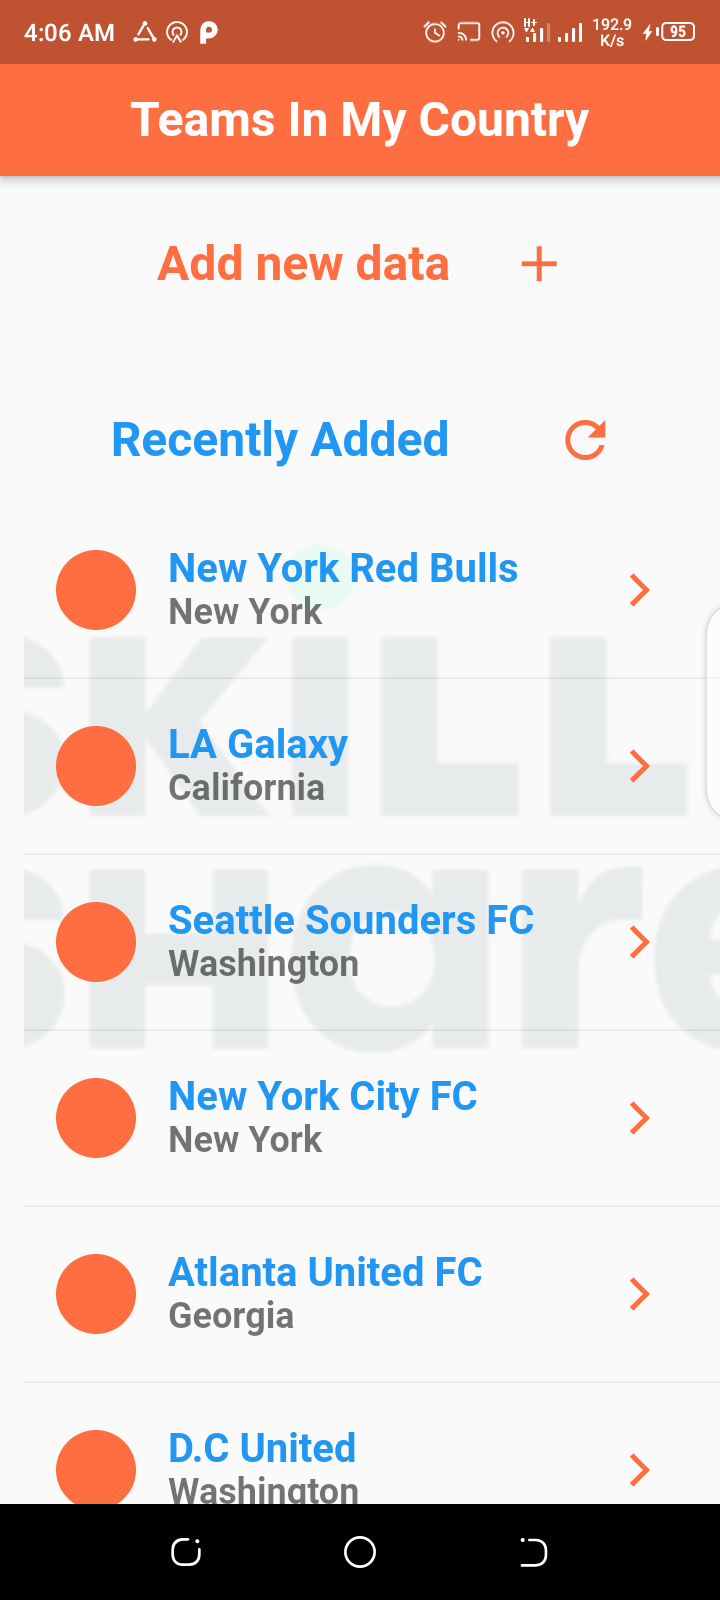 4:06 AM
H+
192.9
K/s
95
Teams In My Country
Add new data
Recently Added
New York Red Bulls
New York
SKILL
LA Galaxy
California
share
Seattle Sounders FC
Washington
New York City FC
New York
Atlanta United FC
Georgia
D.C United
Washington